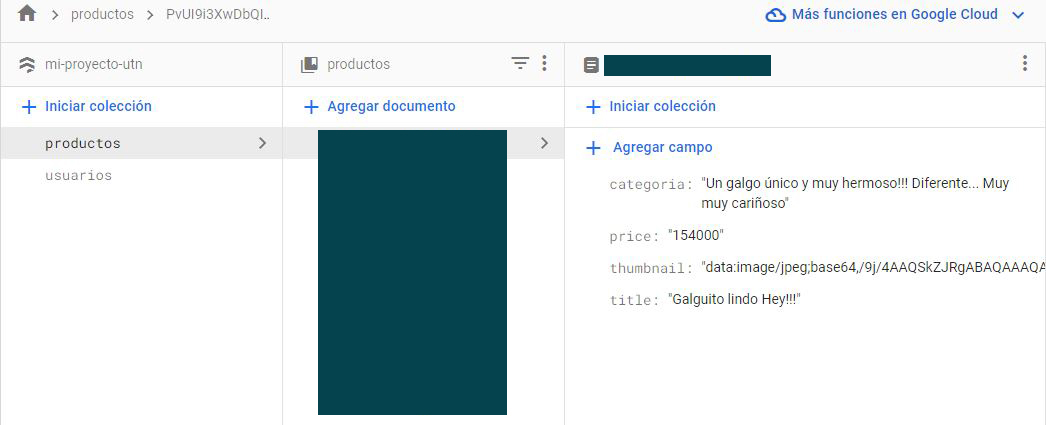 productos
PvUI9i3XwDbQI..
Más funciones en Google Cloud
mi-proyecto-utn
productos
Iniciar colección
Agregar documento
Iniciar colección
productos
usuarios
Agregar campo
categoria: "Un galgo único y muy hermoso!!! Diferente... Muy
muy cariñoso"
price: "154000"
thumbnail: "data:image/jpeg;base64,/9j/4AAQSkZJRgABAQAAAQA
title: "Galguito lindo Hey!!!"